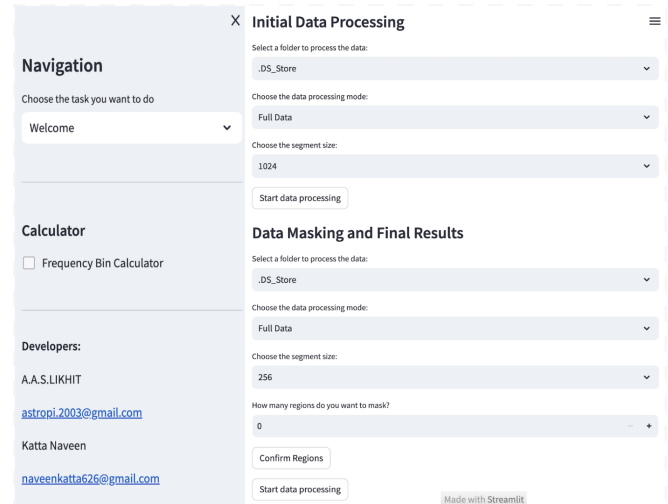 X
Navigation
Choose the task you want to do
Welcome
Calculator
Frequency Bin Calculator
Developers:
A.A.S.LIKHIT
astropi.2003@gmail.com
Katta Naveen
naveenkatta626@gmail.com
Initial Data Processing
Select a folder to process the data:
.DS_Store
Choose the data processing mode:
Full Data
Choose the segment size:
1024
Start data processing
Data Masking and Final Results
Select a folder to process the data:
.DS_Store
Choose the data processing mode:
Full Data
Choose the segment size:
256
How many regions do you want to mask?
0
Confirm Regions
Start data processing
Made with Streamlit